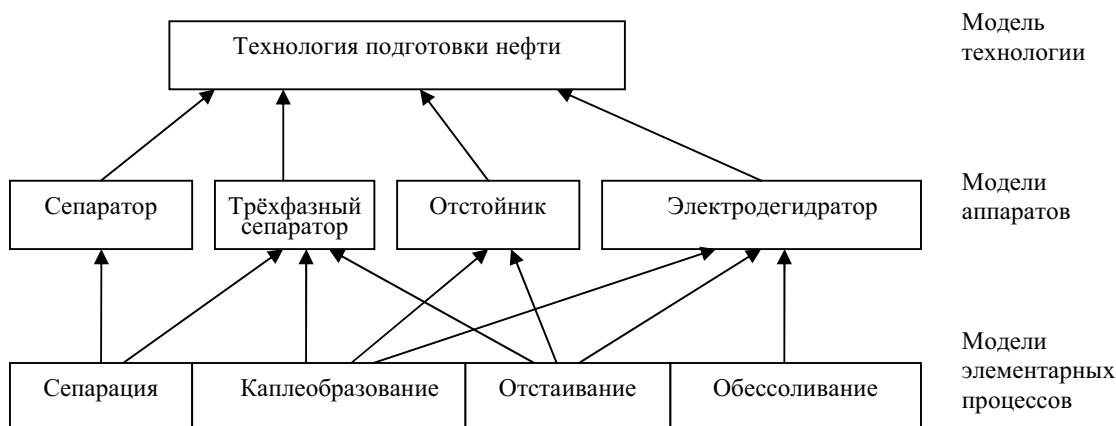 Технология подготовки нефти
Модель
технологии
Сепаратор
Трёхфазный
сепаратор
Отстойник
Электродегидратор
Модели
аппаратов
Сепарация
Каплеобразование
Отстаивание
Обессоливание
Модели
элементарных
процессов